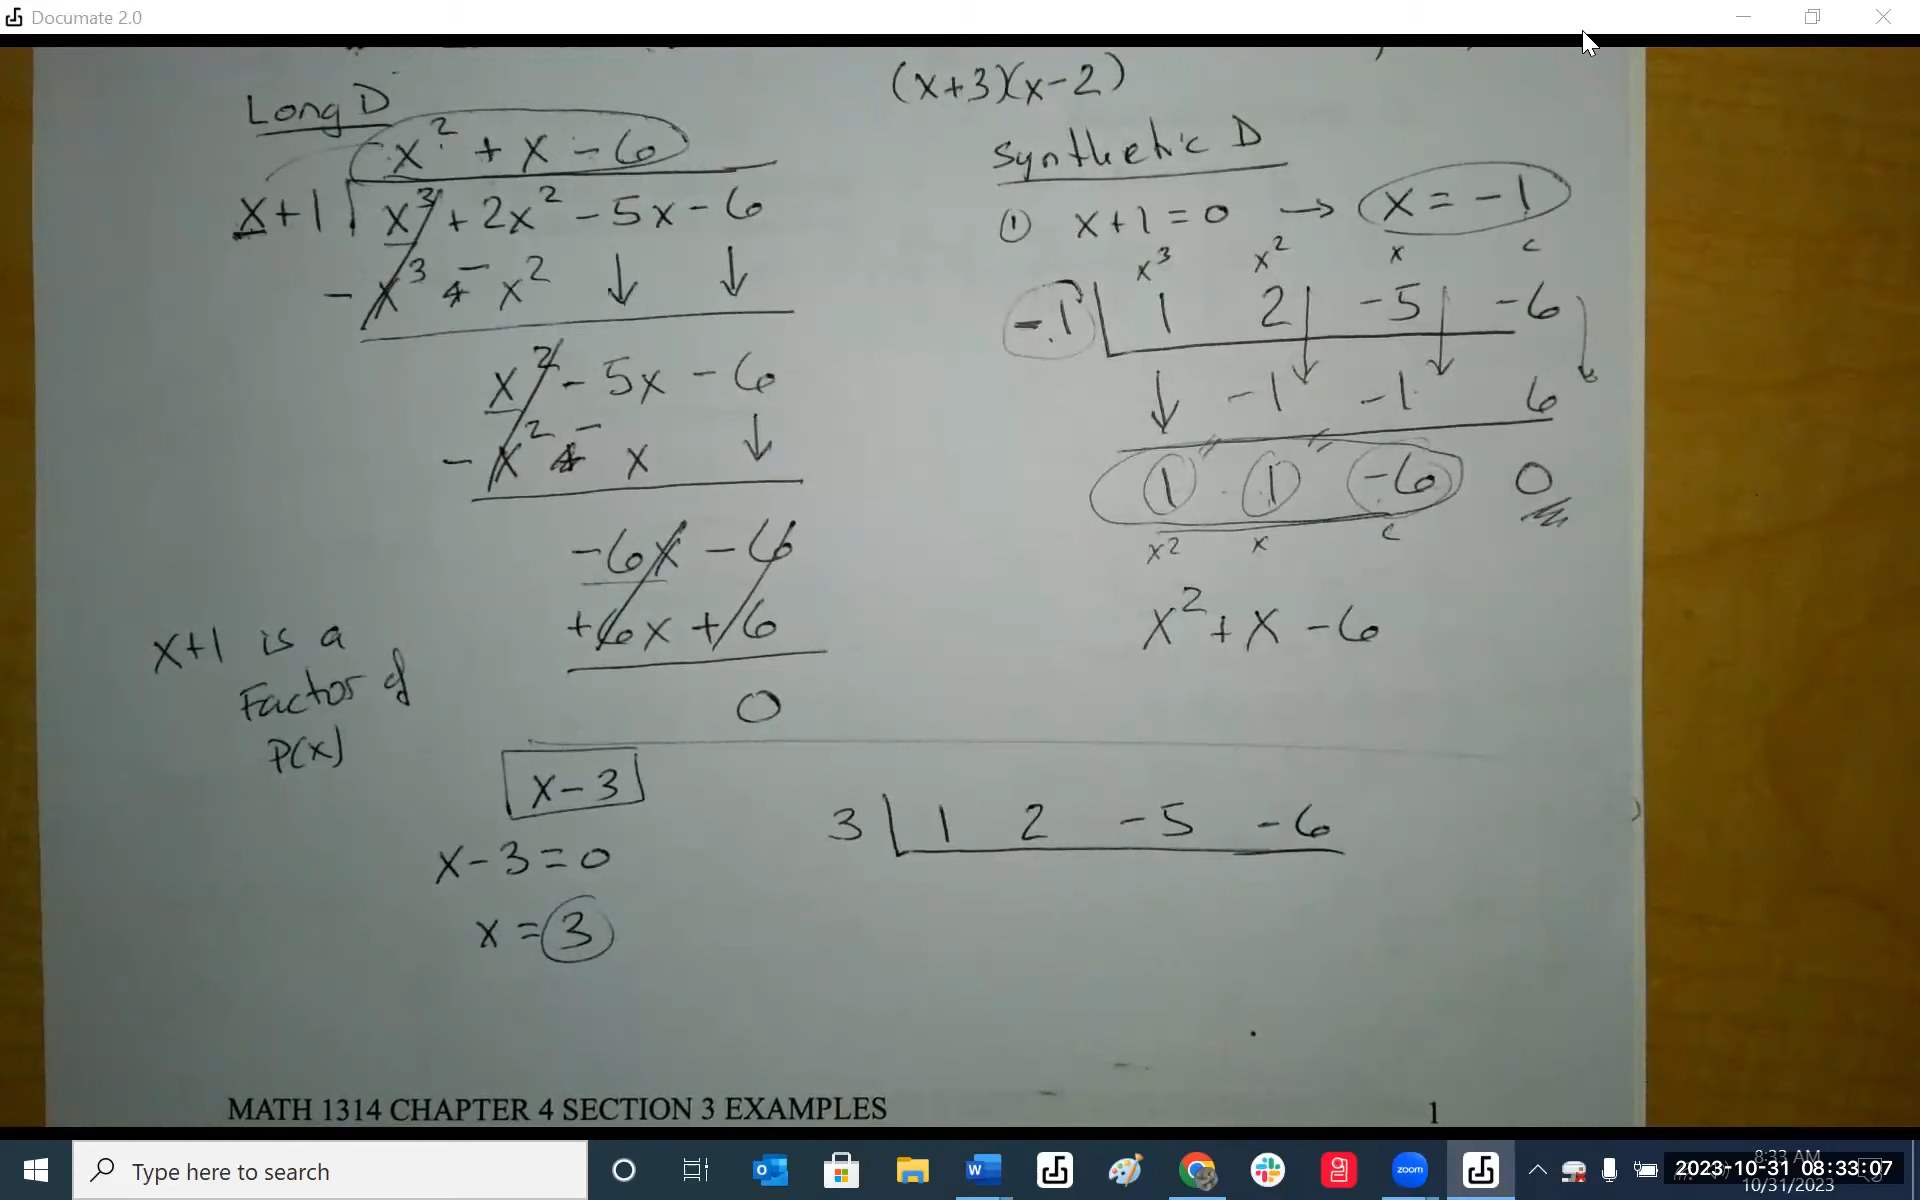 Documate 2.0
(x+3)(x-2)
Long D
x² + x - 6
x+1 x³ + 2x² - 5x - 6
- x³ + - x²
x² - 5x - 6
- x² + - x
-6x - 6
+6x + 6
0
x+1 is a
Factor of
P(x)
Synthetic D
① x+1=0 → x = -1
x³ x² x c
-1 1 2 -5 -6
-1 -1 6
1 1 -6 0
x² x c
x² + x - 6
x-3
x-3=0
x = 3
3 1 2 -5 -6
MATH 1314 CHAPTER 4 SECTION 3 EXAMPLES 1
Type here to search
8:33 AM
2023-10-31 08:33:07
10/31/2023
zoom